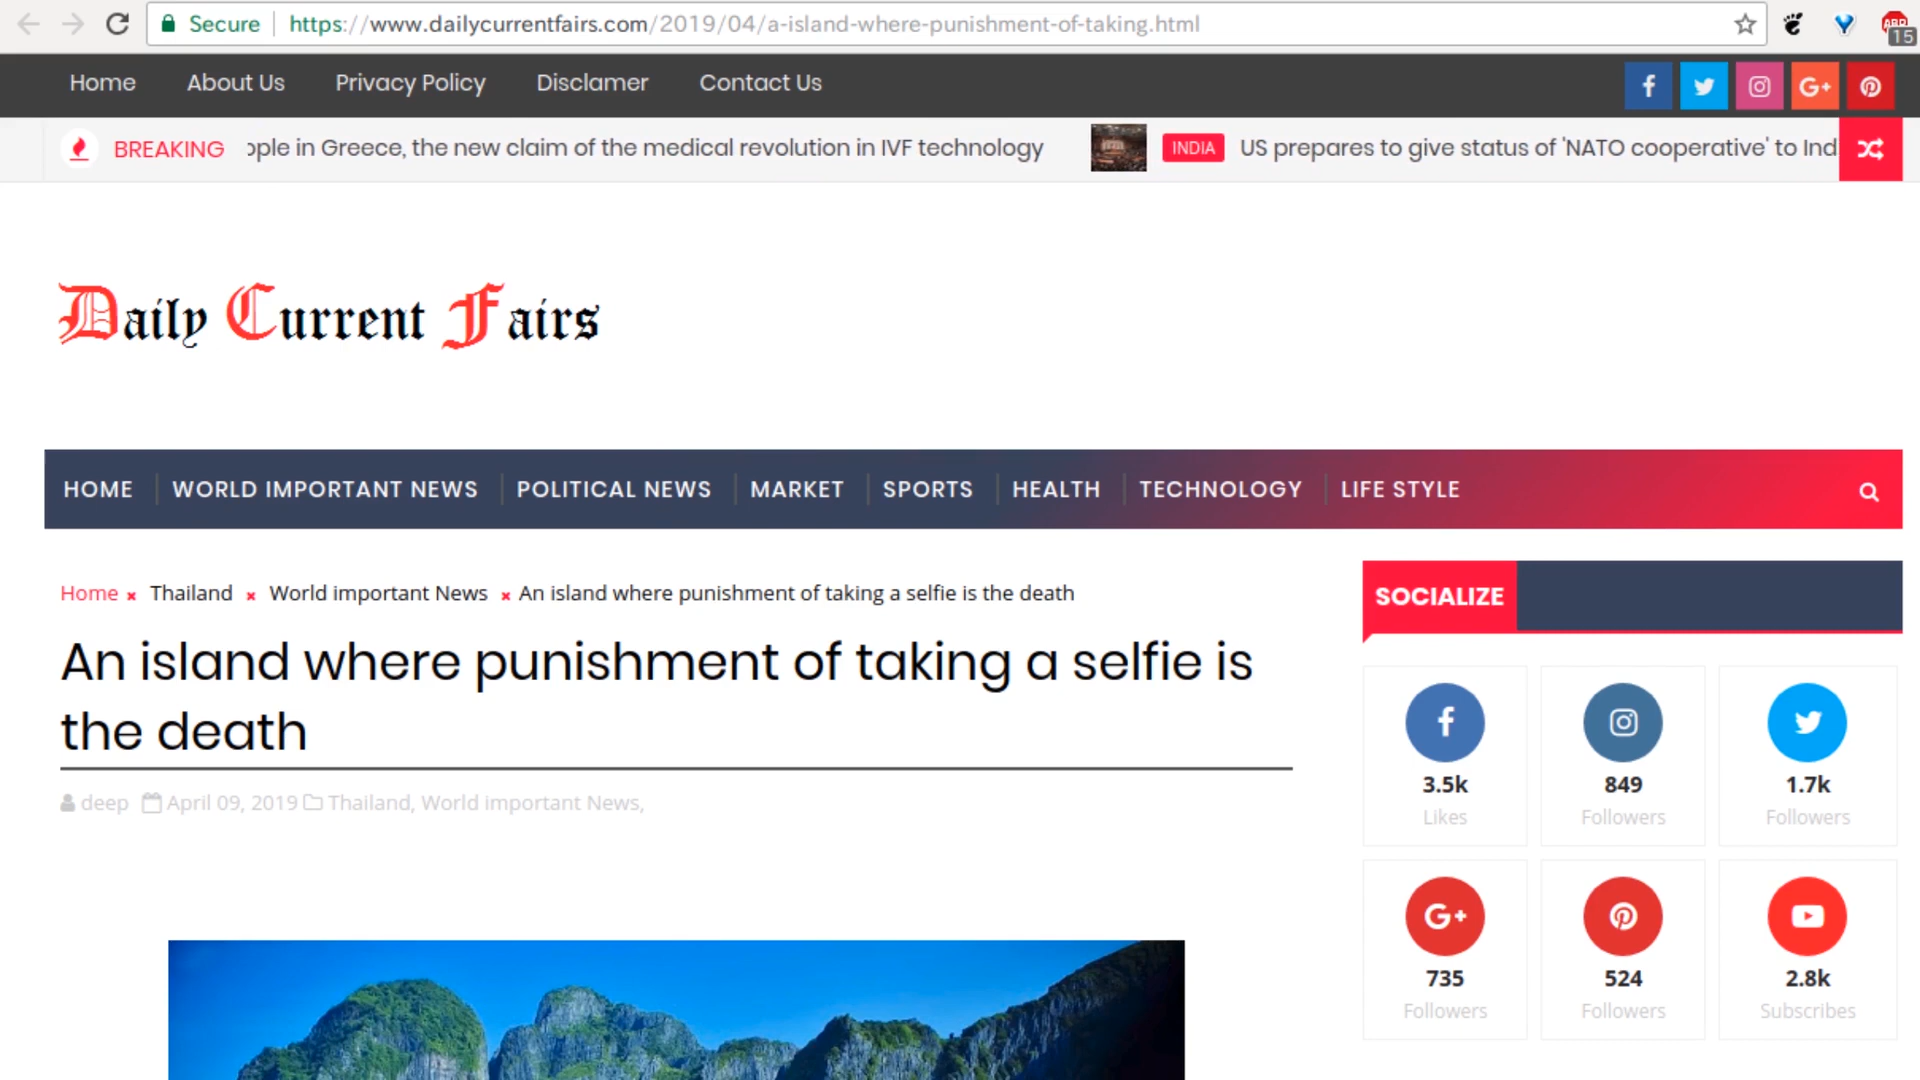 Secure https://www.dailycurrentfairs.com/2019/04/a-island-where-punishment-of-taking.html
15
Home About Us Privacy Policy Disclamer Contact Us
BREAKING in Greece, the new claim of the medical revolution in IVF technology INDIA US prepares to give status of 'NATO cooperative' to
Daily Current Fairs
HOME WORLD IMPORTANT NEWS POLITICAL NEWS MARKET SPORTS HEALTH TECHNOLOGY LIFE STYLE
Home × Thailand × World important News × An island where punishment of taking a selfie is the death
An island where punishment of taking a selfie is
the death
deep April 09, 2019 Thailand, World important News,
SOCIALIZE
3.5k 849 1.7k
Likes Followers Followers
G+
735 524 2.8k
Followers Followers Subscribes